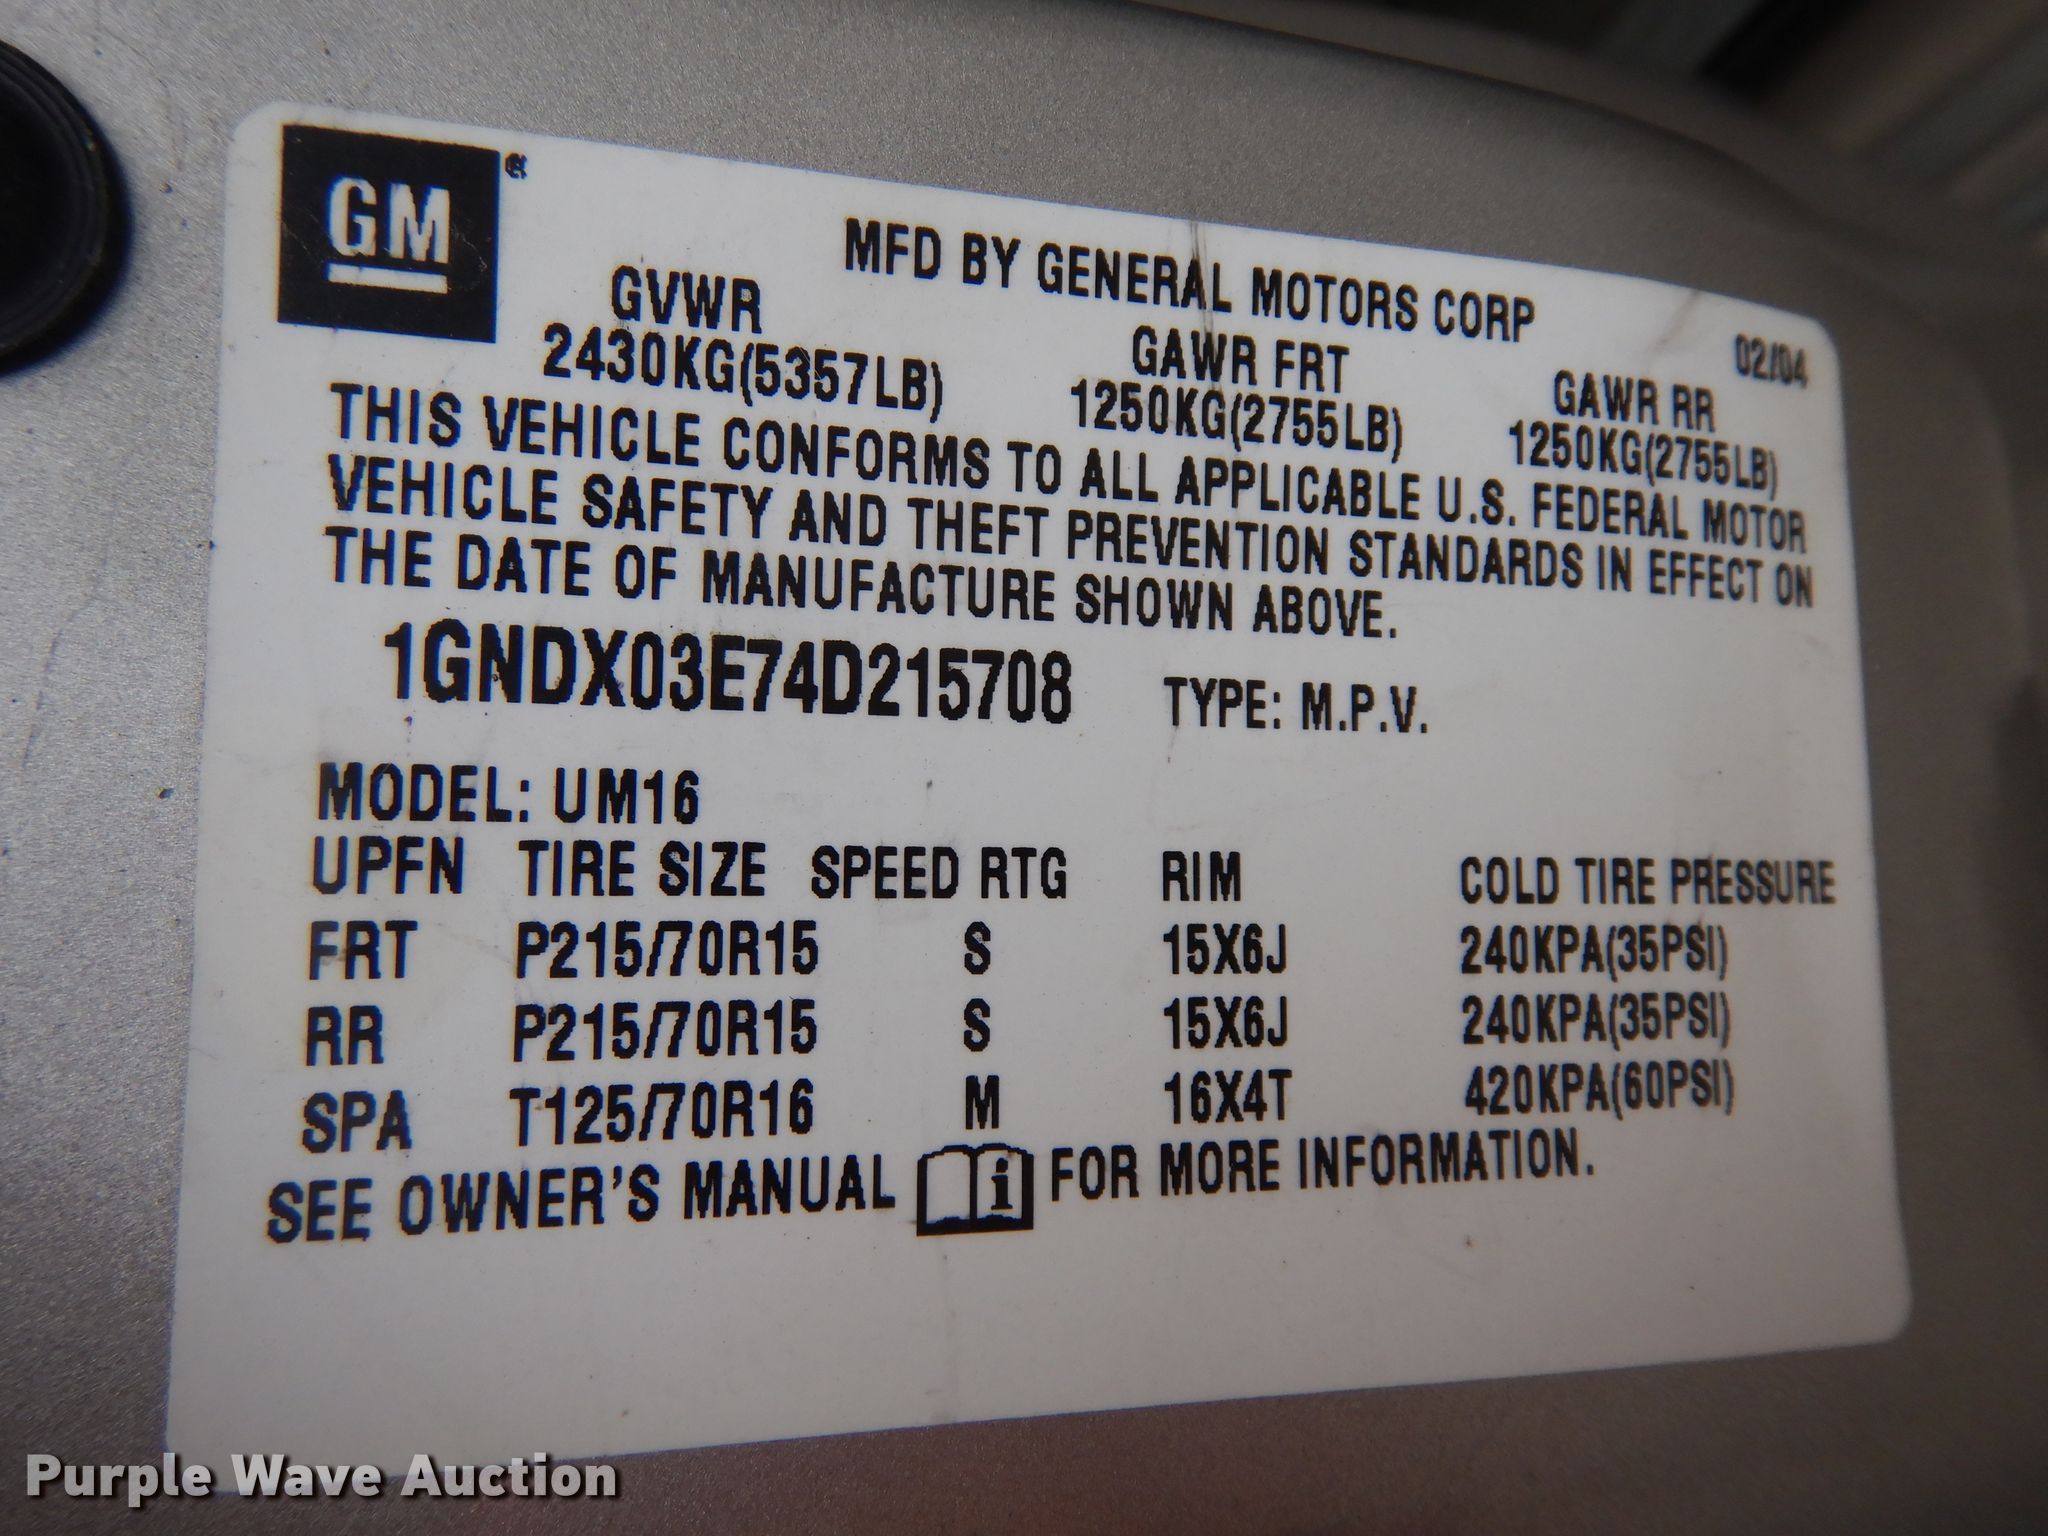 GM
MFD BY GENERAL MOTORS CORP
02/04
GVWR GAWR FRT GAWR RR
2430KG(5357LB) 1250KG(2755LB) 1250KG(2755LB)
THIS VEHICLE CONFORMS TO ALL APPLICABLE U.S. FEDERAL MOTOR
VEHICLE SAFETY AND THEFT PREVENTION STANDARDS IN EFFECT ON
THE DATE OF MANUFACTURE SHOWN ABOVE.
1GNDX03E74D215708 TYPE: M.P.V.
MODEL: UM16
UPFN TIRE SIZE SPEED RTG RIM COLD TIRE PRESSURE
FRT P215/70R15 S 15X6J 240KPA(35PSI)
RR P215/70R15 S 15X6J 240KPA(35PSI)
SPA T125/70R16 M 16X4T 420KPA(60PSI)
SEE OWNER'S MANUAL i FOR MORE INFORMATION.
Purple Wave Auction